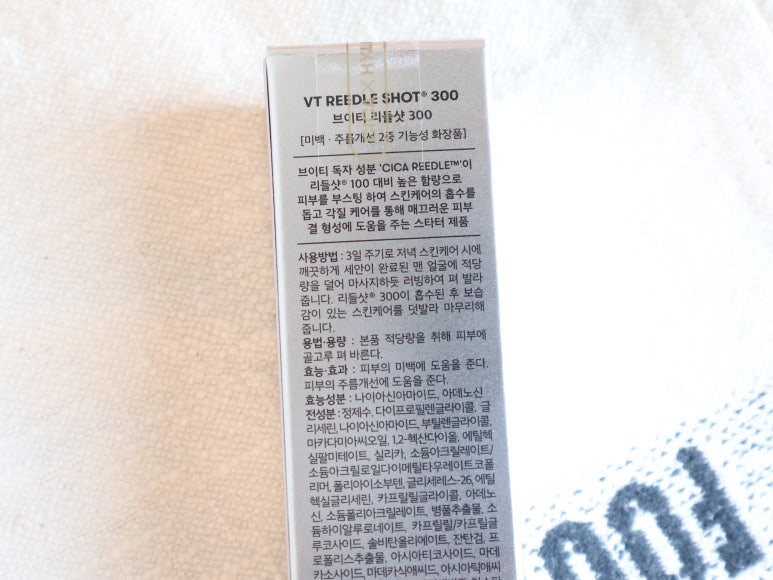 VT REEDLE SHOT® 300
브이티 리들샷 300
[미백 · 주름개선 2중 기능성 화장품]
브이티 독자 성분 'CICA REEDLE™'이
리들샷® 100 대비 높은 함량으로
피부를 부스팅 하여 스킨케어의 흡수를
돕고 각질 케어를 통해 매끄러운 피부
결 형성에 도움을 주는 스타터 제품
사용방법 : 3일 주기로 저녁 스킨케어 시에
깨끗하게 세안이 완료된 맨 얼굴에 적당
량을 덜어 마사지하듯 러빙하여 펴 발라
줍니다. 리들샷® 300이 흡수된 후 보습
감이 있는 스킨케어를 덧발라 마무리해
줍니다.
용법·용량 : 본품 적당량을 취해 피부에
골고루 펴 바른다.
효능·효과 : 피부의 미백에 도움을 준다.
피부의 주름개선에 도움을 준다.
효능성분 : 나이아신아마이드, 아데노신
전성분 : 정제수, 다이프로필렌글라이콜, 글
리세린, 나이아신아마이드, 부틸렌글라이콜,
마카다미아씨오일, 1,2-헥산다이올, 에틸헥
실팔미테이트, 실리카, 소듐아크릴레이트/
소듐아크릴로일다이메틸타우레이트코폴
리머, 폴리아이소부텐, 글리세레스-26, 에틸
헥실글리세린, 카프릴릴글라이콜, 아데노
신, 소듐폴리아크릴레이트, 병풀추출물, 소
듐하이알루로네이트, 카프릴릴/카프릴글
루코사이드, 솔비탄올리에이트, 잔탄검, 프
로폴리스추출물, 아시아티코사이드, 마데
카소사이드, 마데카식애씨드, 아시아틱애씨